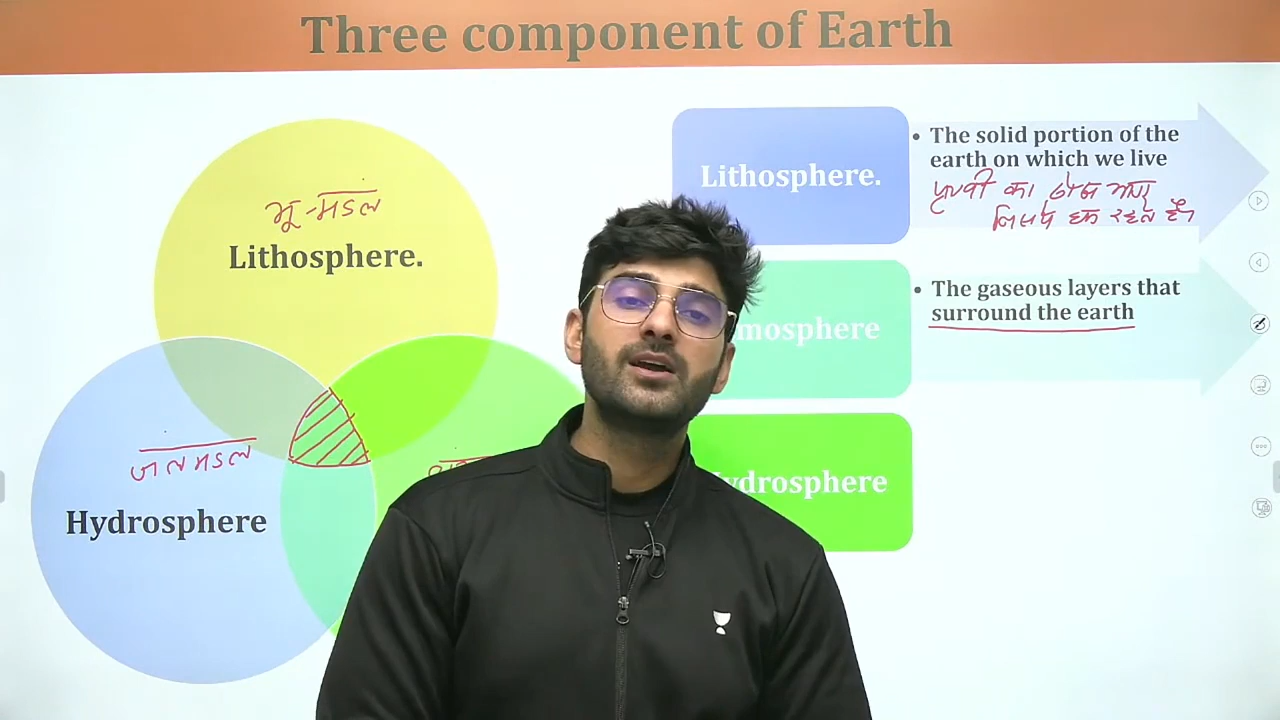 Three component of Earth
भू-मंडल
Lithosphere.
जलमंडल
Hydrosphere
Lithosphere.
• The solid portion of the
earth on which we live
पृथ्वी का ठोस भाग
जिसपे हम रहते हैं।
mosphere
• The gaseous layers that
surround the earth
ydrosphere